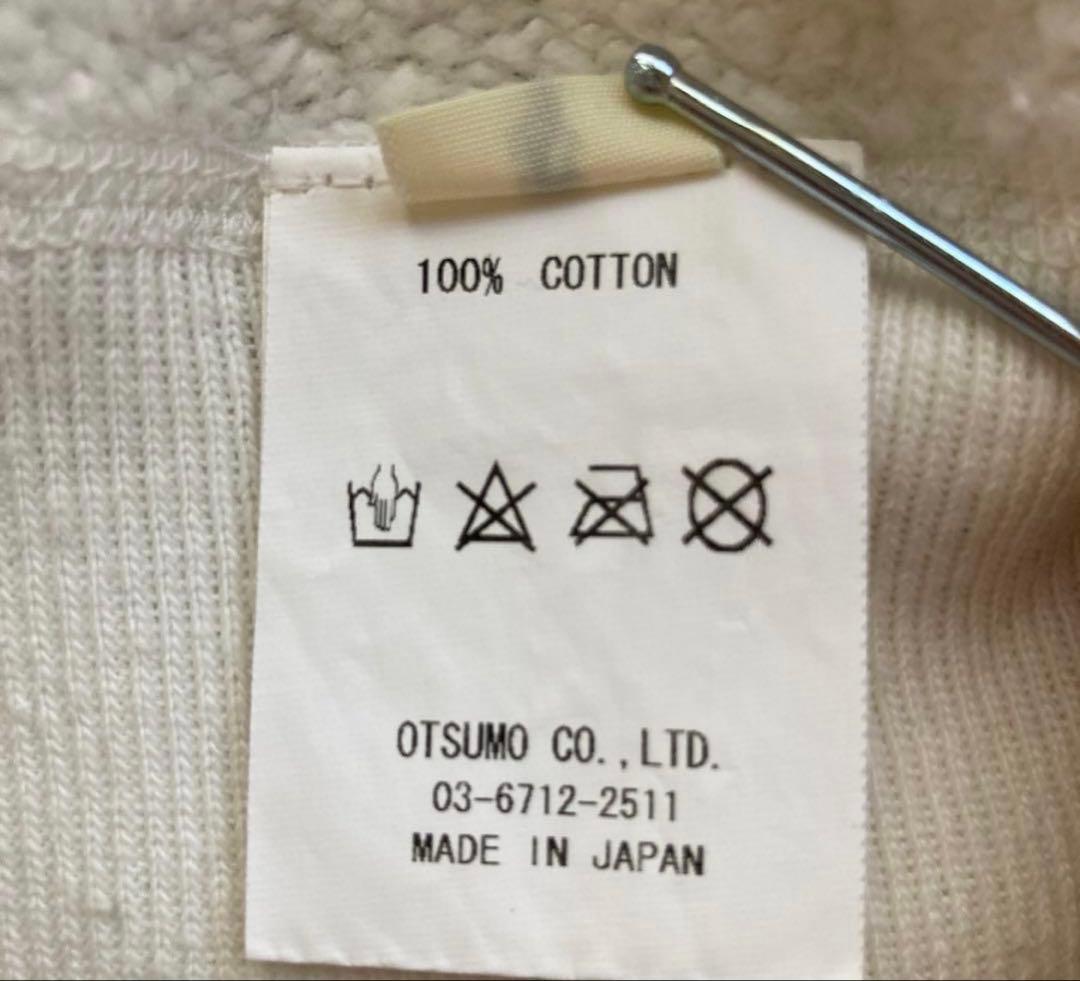 100% COTTON
OTSUMO CO.,LTD.
03-6712-2511
MADE IN JAPAN